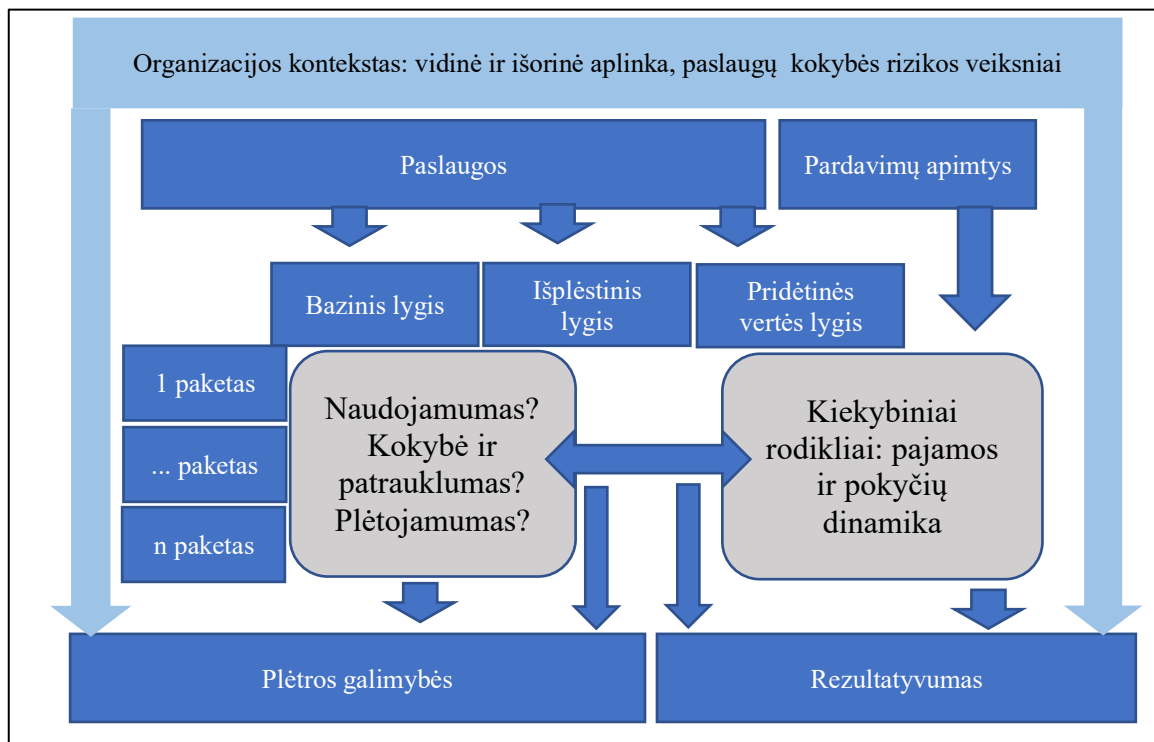 Organizacijos kontekstas: vidinė ir išorinė aplinka, paslaugų kokybės rizikos veiksniai
Paslaugos
Pardavimų apimtys
Bazinis lygis
Išplėstinis
lygis
Pridėtinės
vertės lygis
1 paketas
... paketas
n paketas
Naudojamumas?
Kokybė ir
patrauklumas?
Plėtojamumas?
Kiekybiniai
rodikliai: pajamos
ir pokyčių
dinamika
Plėtros galimybės
Rezultatyvumas